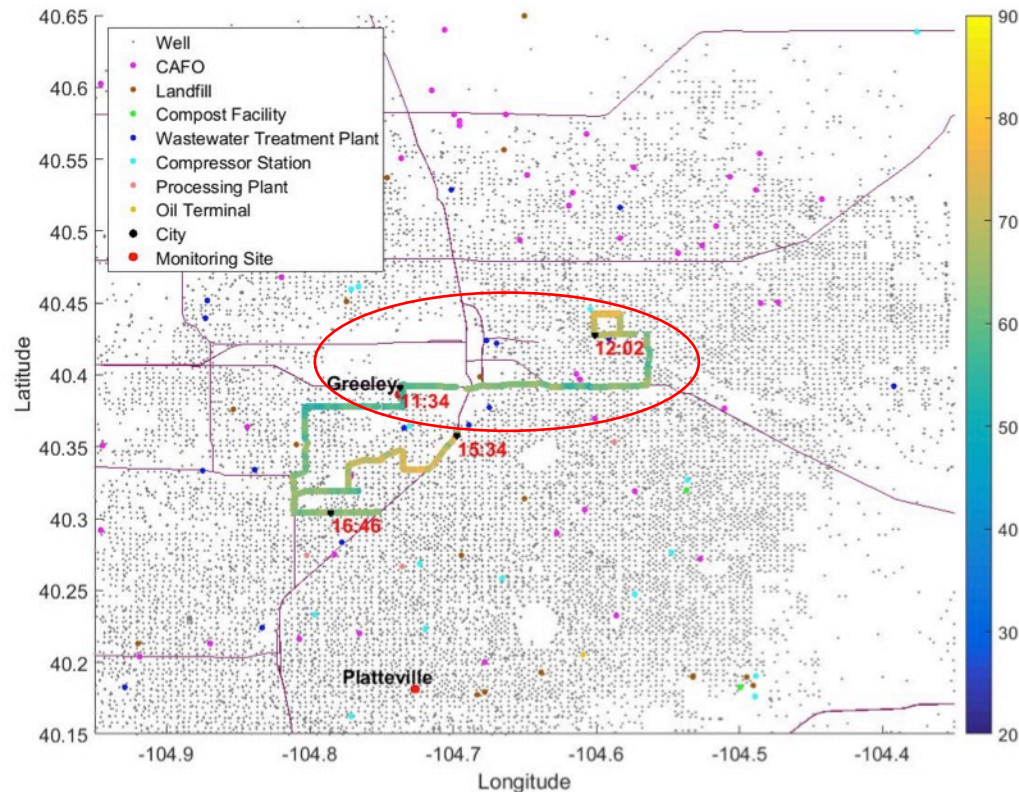 40.65
40.6
40.55
40.5
40.45
40.4
40.35
40.3
40.25
40.2
40.15
Latitude
Well
CAFO
Landfill
Compost Facility
Wastewater Treatment Plant
Compressor Station
Processing Plant
Oil Terminal
City
Monitoring Site
12:02
Greeley
11:34
15:34
16:46
Platteville
-104.9
-104.8
-104.7
-104.6
-104.5
-104.4
Longitude
90
80
70
60
50
40
30
20